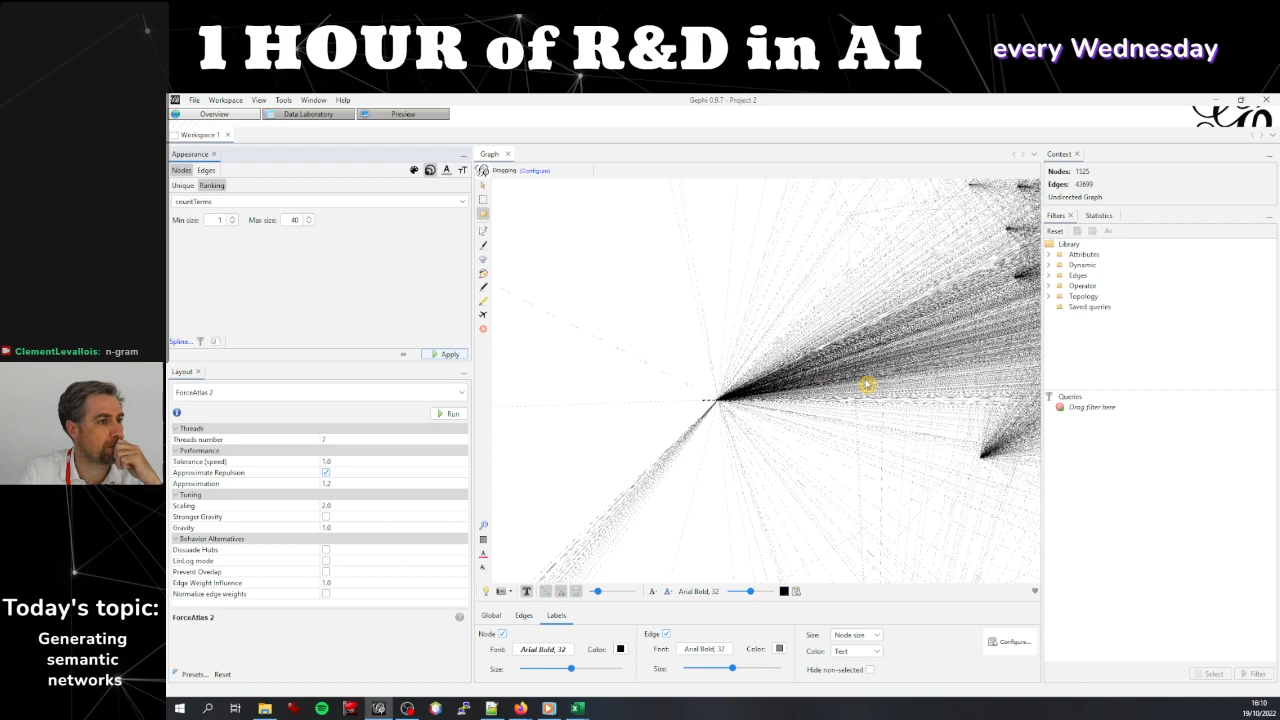 1 HOUR of R&D in AI
every Wednesday
Gephi 0.9.7 - Project 2
File Workspace View Tools Window Help
Overview Data Laboratory Preview
Workspace 1
Appearance
Nodes Edges
Unique Ranking
countTerms
Min size: 1 Max size: 40
Spline...
Apply
Layout
ForceAtlas 2
Run
Threads
Threads number 7
Performance
Tolerance (speed) 1.0
Approximate Repulsion
Approximation 1.2
Tuning
Scaling 2.0
Stronger Gravity
Gravity 1.0
Behavior Alternatives
Dissuade Hubs
LinLog mode
Prevent Overlap
Edge Weight Influence 1.0
Normalize edge weights
ForceAtlas 2
Presets... Reset
Graph
Dragging (Configure)
Arial Bold, 32
Global Edges Labels
Node Edge
Font: Arial Bold, 32 Color: Font: Arial Bold, 32 Color:
Size: Size:
Size: Node size
Color: Text
Hide non-selected
Configure...
Context
Nodes: 1525
Edges: 43699
Undirected Graph
Filters Statistics
Reset
Library
Attributes
Dynamic
Edges
Operator
Topology
Saved queries
Queries
Drag filter here
Select Filter
ClementLevallois: n-gram
Today's topic:
Generating
semantic
networks
16:10
19/10/2022